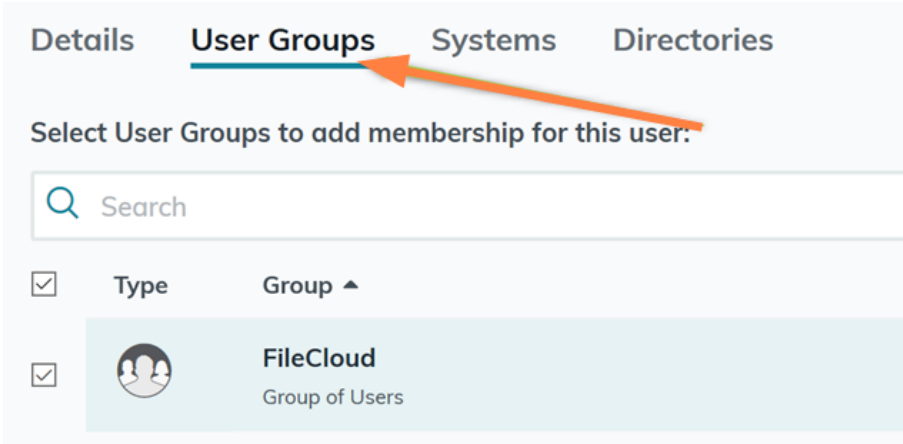 Details User Groups Systems Directories
Select User Groups to add membership for this user:
Search
Type Group
FileCloud
Group of Users